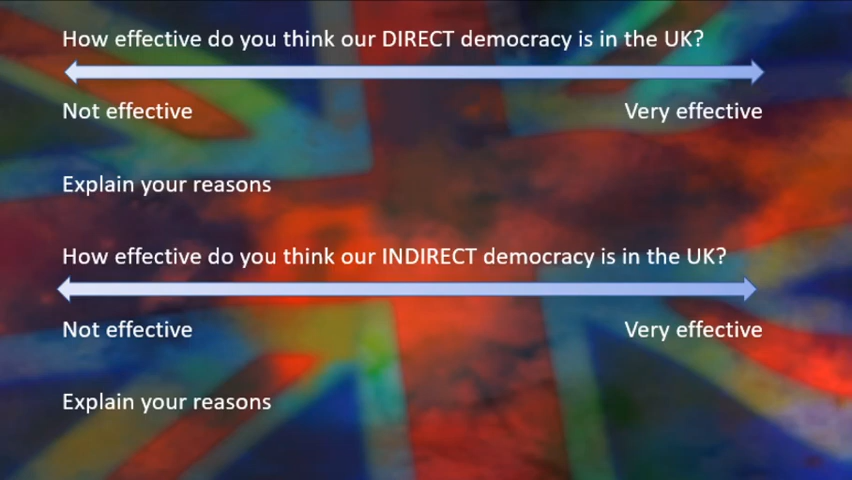 How effective do you think our DIRECT democracy is in the UK?
Not effective Very effective
Explain your reasons
How effective do you think our INDIRECT democracy is in the UK?
Not effective Very effective
Explain your reasons